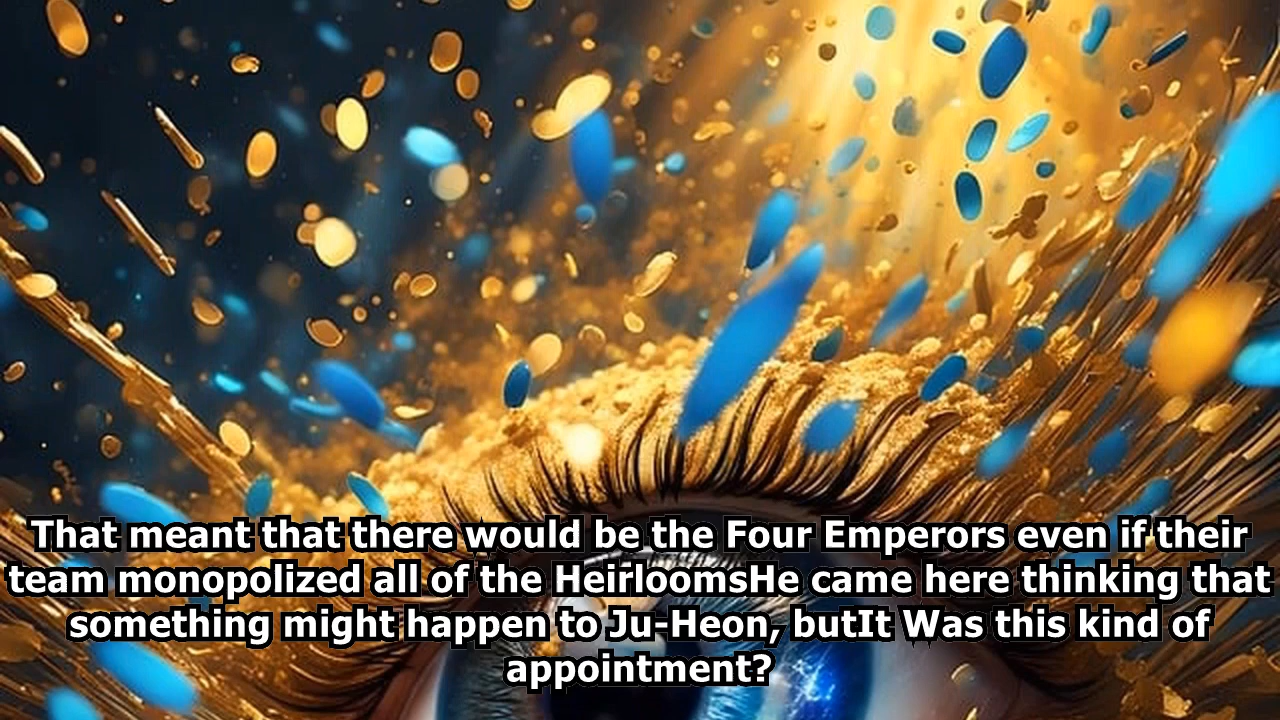 That meant that there would be the Four Emperors even if their
team monopolized all of the HeirloomsHe came here thinking that
something might happen to Ju-Heon, butIt Was this kind of
appointment?